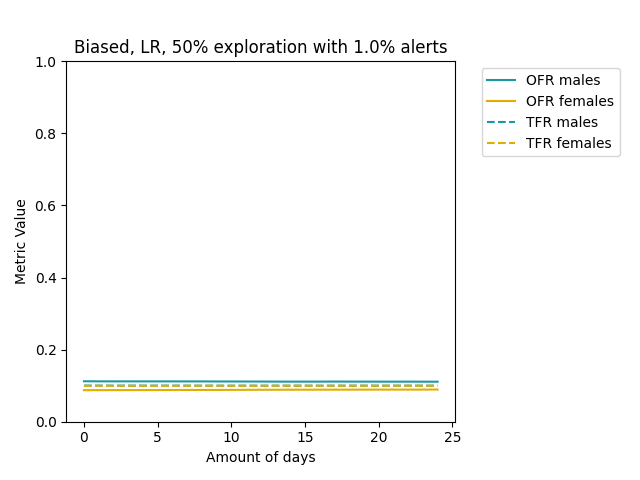 Biased, LR, 50% exploration with 1.0% alerts
1.0
0.8
0.6
0.4
0.2
0.0
Metric Value
0 5 10 15 20 25
Amount of days
OFR males
OFR females
TFR males
TFR females